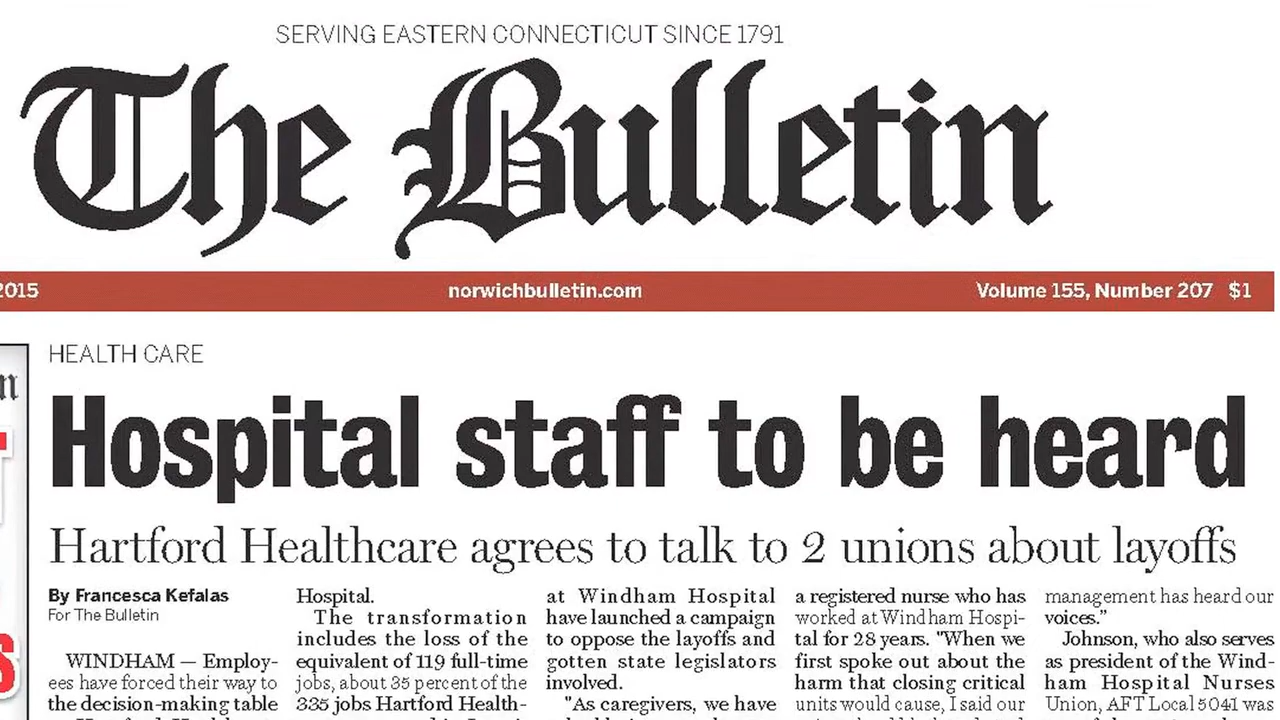 SERVING EASTERN CONNECTICUT SINCE 1791
The Bulletin
2015
norwichbulletin.com
Volume 155, Number 207 $1
HEALTH CARE
Hospital staff to be heard
Hartford Healthcare agrees to talk to 2 unions about layoffs
By Francesca Kefalas
For The Bulletin
WINDHAM — Employ-
ees have forced their way to
the decision-making table
Hospital.
The transformation
includes the loss of the
equivalent of 119 full-time
jobs, about 35 percent of the
335 jobs Hartford Health-
at Windham Hospital
have launched a campaign
to oppose the layoffs and
gotten state legislators
involved.
"As caregivers, we have
a registered nurse who has
worked at Windham Hospi-
tal for 28 years. "When we
first spoke out about the
harm that closing critical
units would cause, I said our
management has heard our
voices."
Johnson, who also serves
as president of the Wind-
ham Hospital Nurses
Union, AFT Local 5041 was